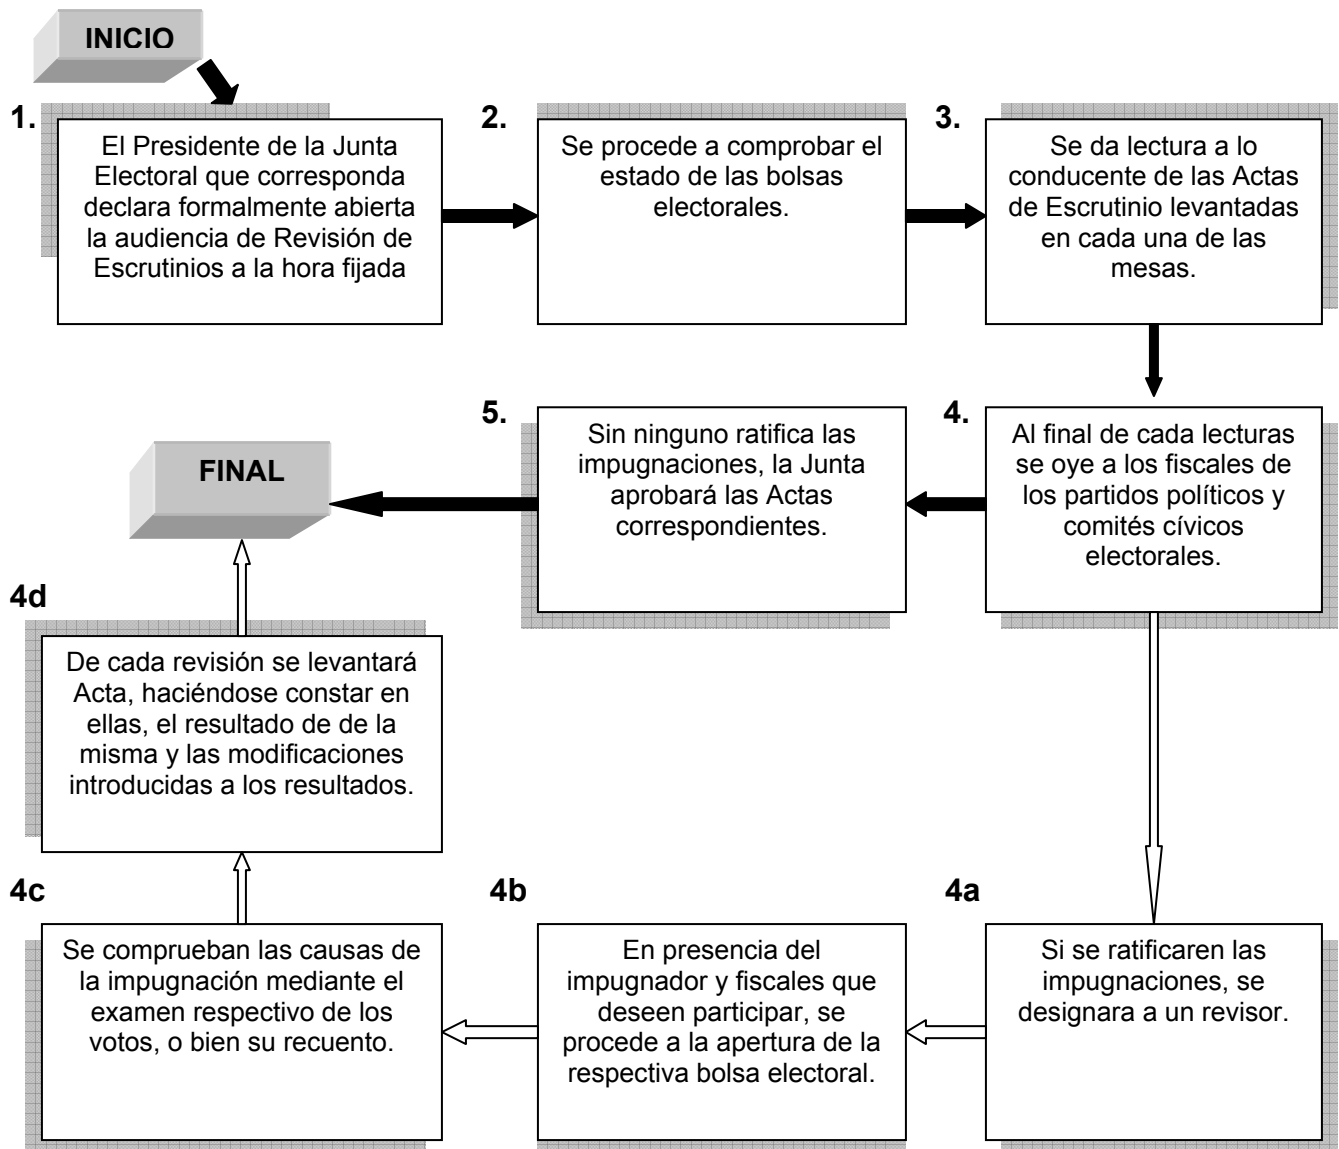 INICIO
1.
El Presidente de la Junta
Electoral que corresponda
declara formalmente abierta
la audiencia de Revisión de
Escrutinios a la hora fijada
2.
Se procede a comprobar el
estado de las bolsas
electorales.
3.
Se da lectura a lo
conducente de las Actas
de Escrutinio levantadas
en cada una de las
mesas.
4.
Al final de cada lecturas
se oye a los fiscales de
los partidos políticos y
comités cívicos
electorales.
5.
Sin ninguno ratifica las
impugnaciones, la Junta
aprobará las Actas
correspondientes.
FINAL
4a
Si se ratificaren las
impugnaciones, se
designara a un revisor.
4b
En presencia del
impugnador y fiscales que
deseen participar, se
procede a la apertura de la
respectiva bolsa electoral.
4c
Se comprueban las causas de
la impugnación mediante el
examen respectivo de los
votos, o bien su recuento.
4d
De cada revisión se levantará
Acta, haciéndose constar en
ellas, el resultado de de la
misma y las modificaciones
introducidas a los resultados.